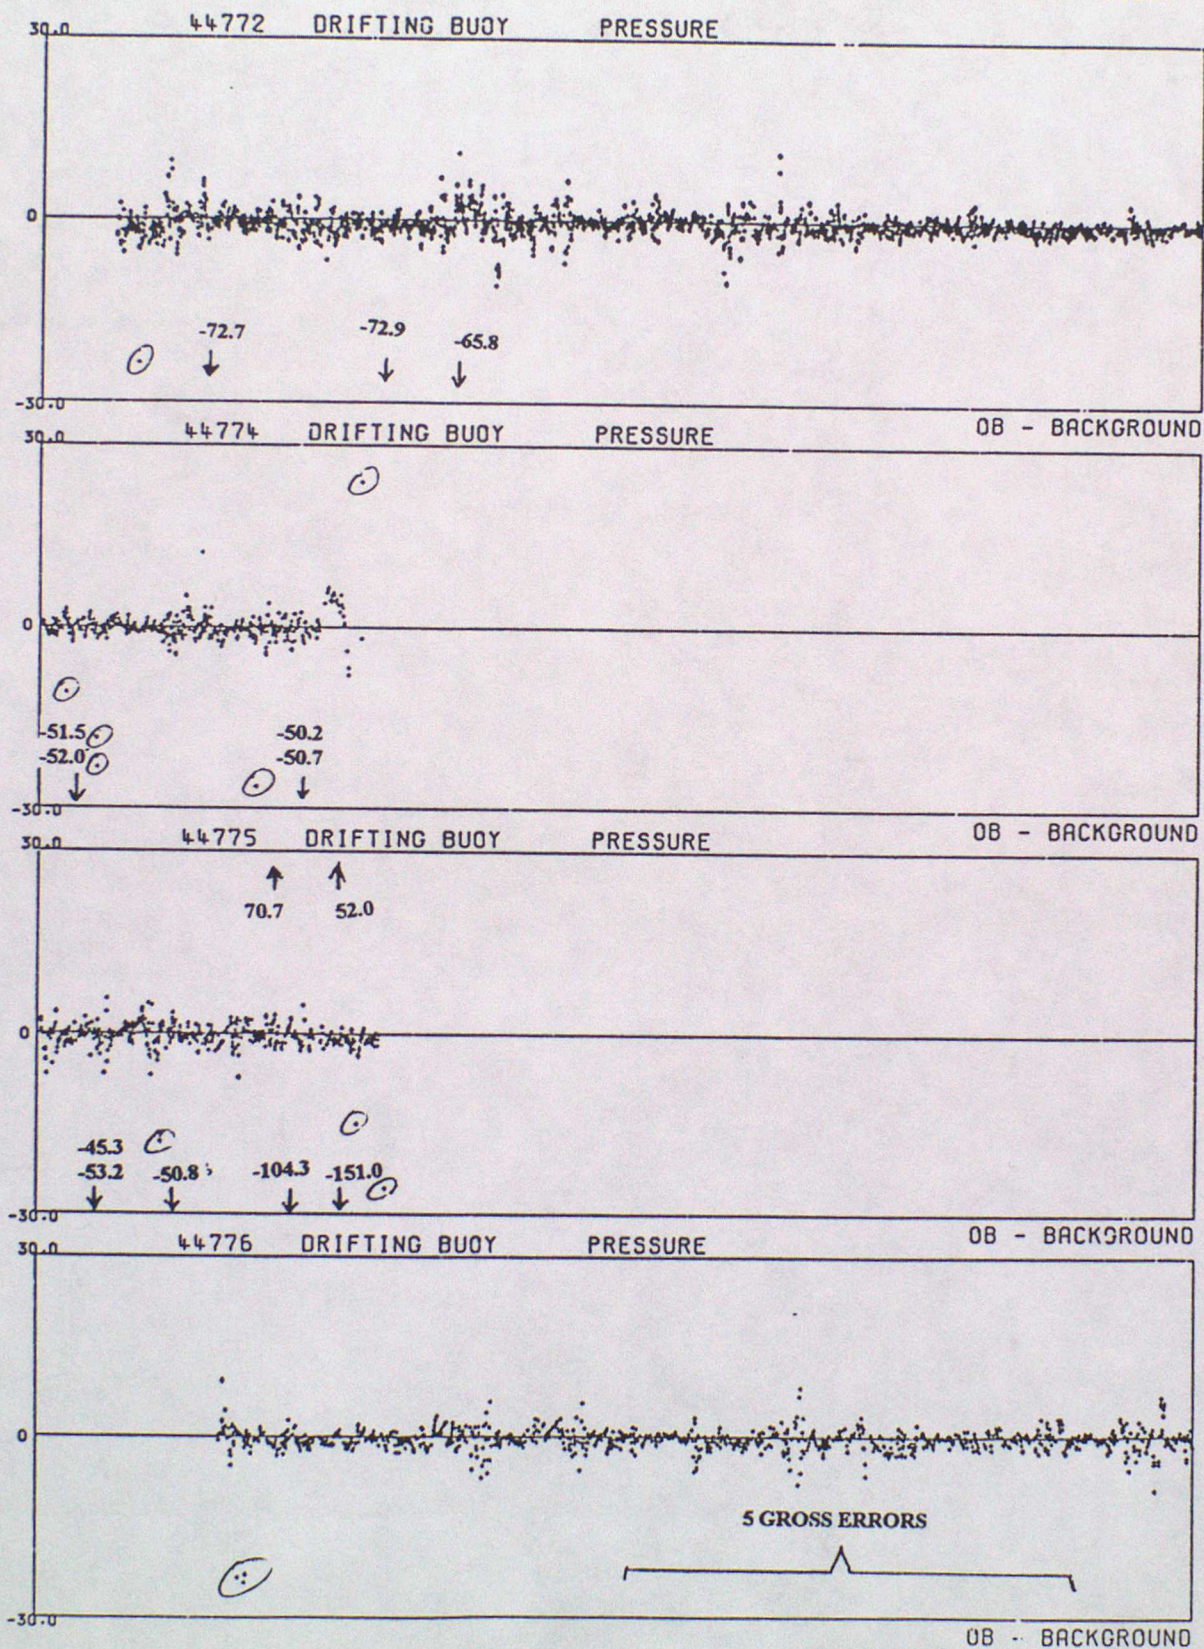 44772 DRIFTING BUOY PRESSURE
30.0
0
-72.7 -72.9 -65.8
-30.0
OB - BACKGROUND
44774 DRIFTING BUOY PRESSURE
30.0
0
-51.5 -50.2
-52.0 -50.7
-30.0
OB - BACKGROUND
44775 DRIFTING BUOY PRESSURE
30.0
70.7 52.0
0
-45.3
-53.2 -50.8 -104.3 -151.0
-30.0
OB - BACKGROUND
44776 DRIFTING BUOY PRESSURE
30.0
0
5 GROSS ERRORS
-30.0
OB - BACKGROUND